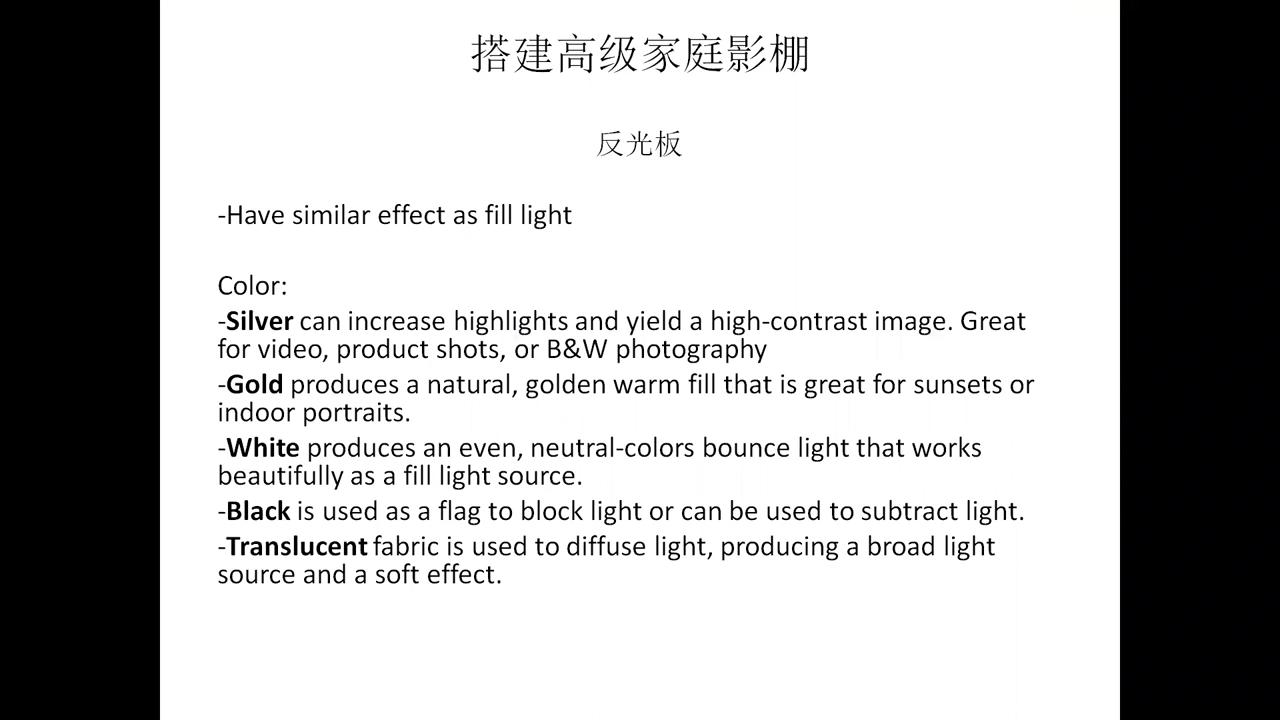 搭建高级家庭影棚
反光板
-Have similar effect as fill light
Color:
-Silver can increase highlights and yield a high-contrast image. Great
for video, product shots, or B&W photography
-Gold produces a natural, golden warm fill that is great for sunsets or
indoor portraits.
-White produces an even, neutral-colors bounce light that works
beautifully as a fill light source.
-Black is used as a flag to block light or can be used to subtract light.
-Translucent fabric is used to diffuse light, producing a broad light
source and a soft effect.